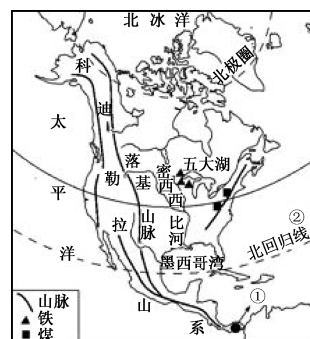 北冰洋
北极圈
科迪勒拉山系
太平洋
落基山脉
密西西比河
五大湖
②
北回归线
墨西哥湾
①
山脉
铁
煤